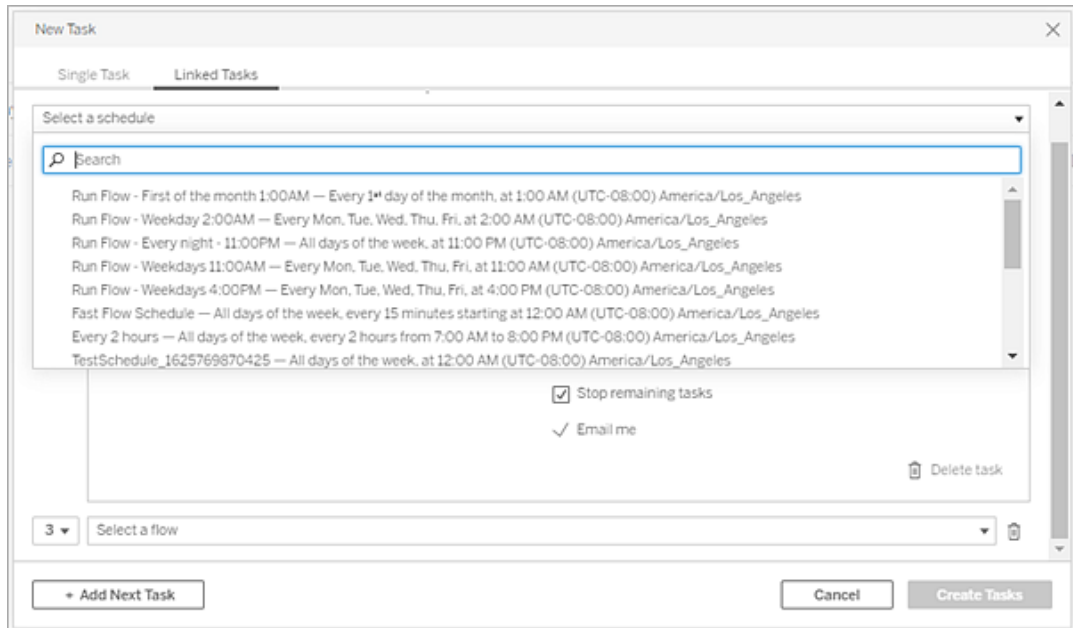 New Task
Single Task
Linked Tasks
Select a schedule
Search
Run Flow - First of the month 1:00AM — Every 1st day of the month, at 1:00 AM (UTC-08:00) America/Los_Angeles
Run Flow - Weekday 2:00AM — Every Mon, Tue, Wed, Thu, Fri, at 2:00 AM (UTC-08:00) America/Los_Angeles
Run Flow - Every night - 11:00PM — All days of the week, at 11:00 PM (UTC-08:00) America/Los_Angeles
Run Flow - Weekdays 11:00AM — Every Mon, Tue, Wed, Thu, Fri, at 11:00 AM (UTC-08:00) America/Los_Angeles
Run Flow - Weekdays 4:00PM — Every Mon, Tue, Wed, Thu, Fri, at 4:00 PM (UTC-08:00) America/Los_Angeles
Fast Flow Schedule — All days of the week, every 15 minutes starting at 12:00 AM (UTC-08:00) America/Los_Angeles
Every 2 hours — All days of the week, every 2 hours from 7:00 AM to 8:00 PM (UTC-08:00) America/Los_Angeles
TestSchedule_1625769870425 — All days of the week, at 12:00 AM (UTC-08:00) America/Los_Angeles
Stop remaining tasks
Email me
Delete task
3
Select a flow
+ Add Next Task
Cancel
Create Tasks